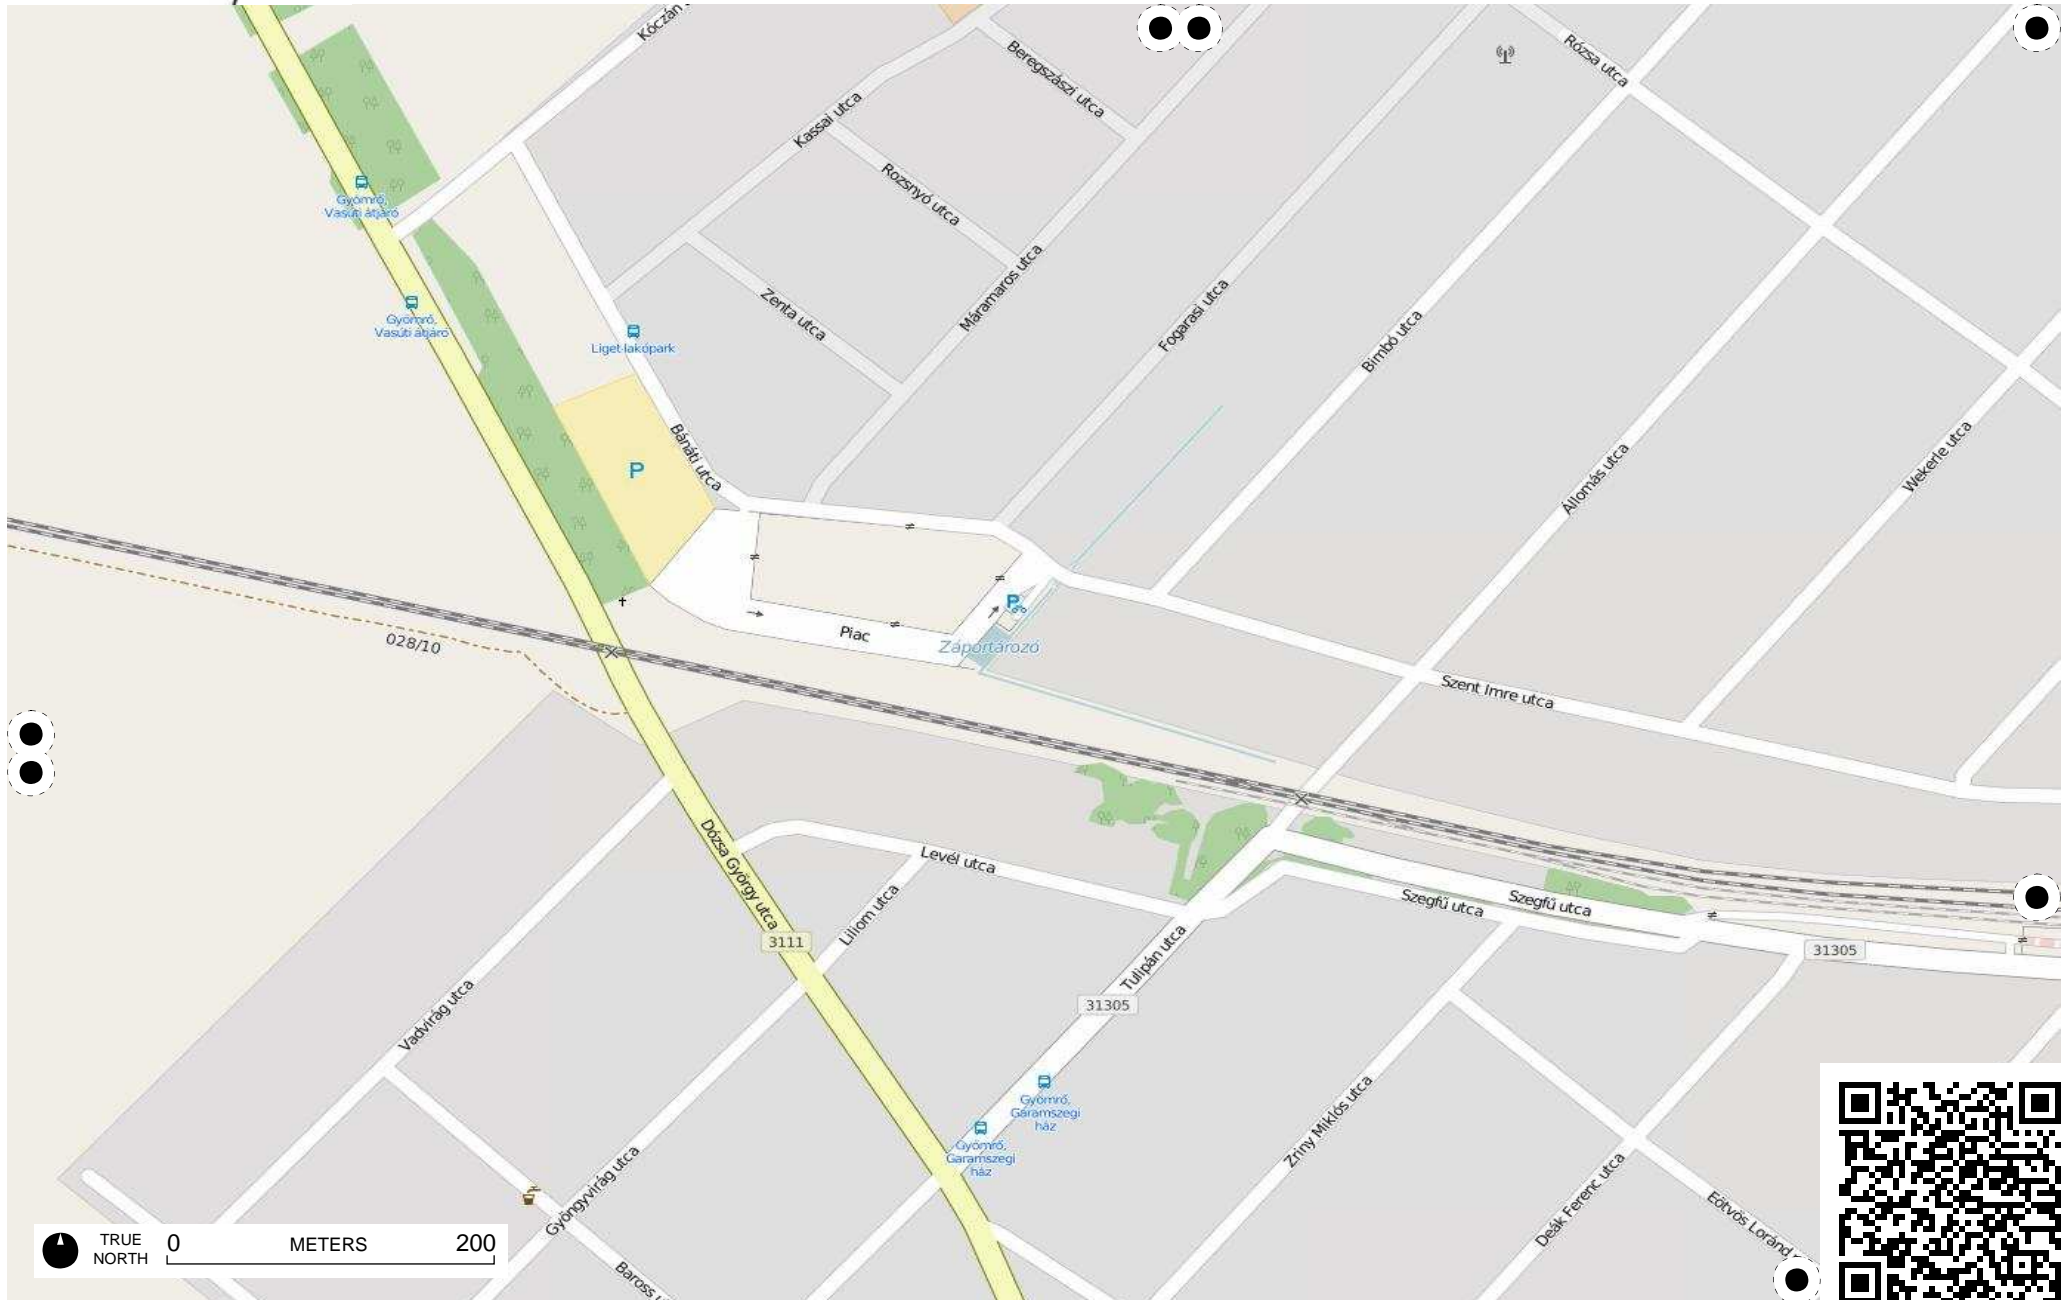 Kóczán
Rózsa utca
Beregszászi utca
Kassai utca
Rozsnyó utca
Gyömrő,
Vasúti átjáró
Zenta utca
Máramaros utca
Fogarasi utca
Bimbó utca
Gyömrő,
Vasúti átjáró
Liget lakópark
Bánáti utca
P
Állomás utca
Wekerle utca
P
Piac
Záportározó
028/10
Szent Imre utca
Dózsa György utca
Levél utca
Liliom utca
Szegfű utca
Szegfű utca
3111
31305
Tulipán utca
31305
Vadvirág utca
Gyömrő,
Garamszegi
ház
Gyömrő,
Garamszegi
ház
Zríny Miklós utca
Gyöngyvirág utca
Deák Ferenc utca
Eötvös Loránd
Baross u
TRUE
NORTH
0 METERS 200